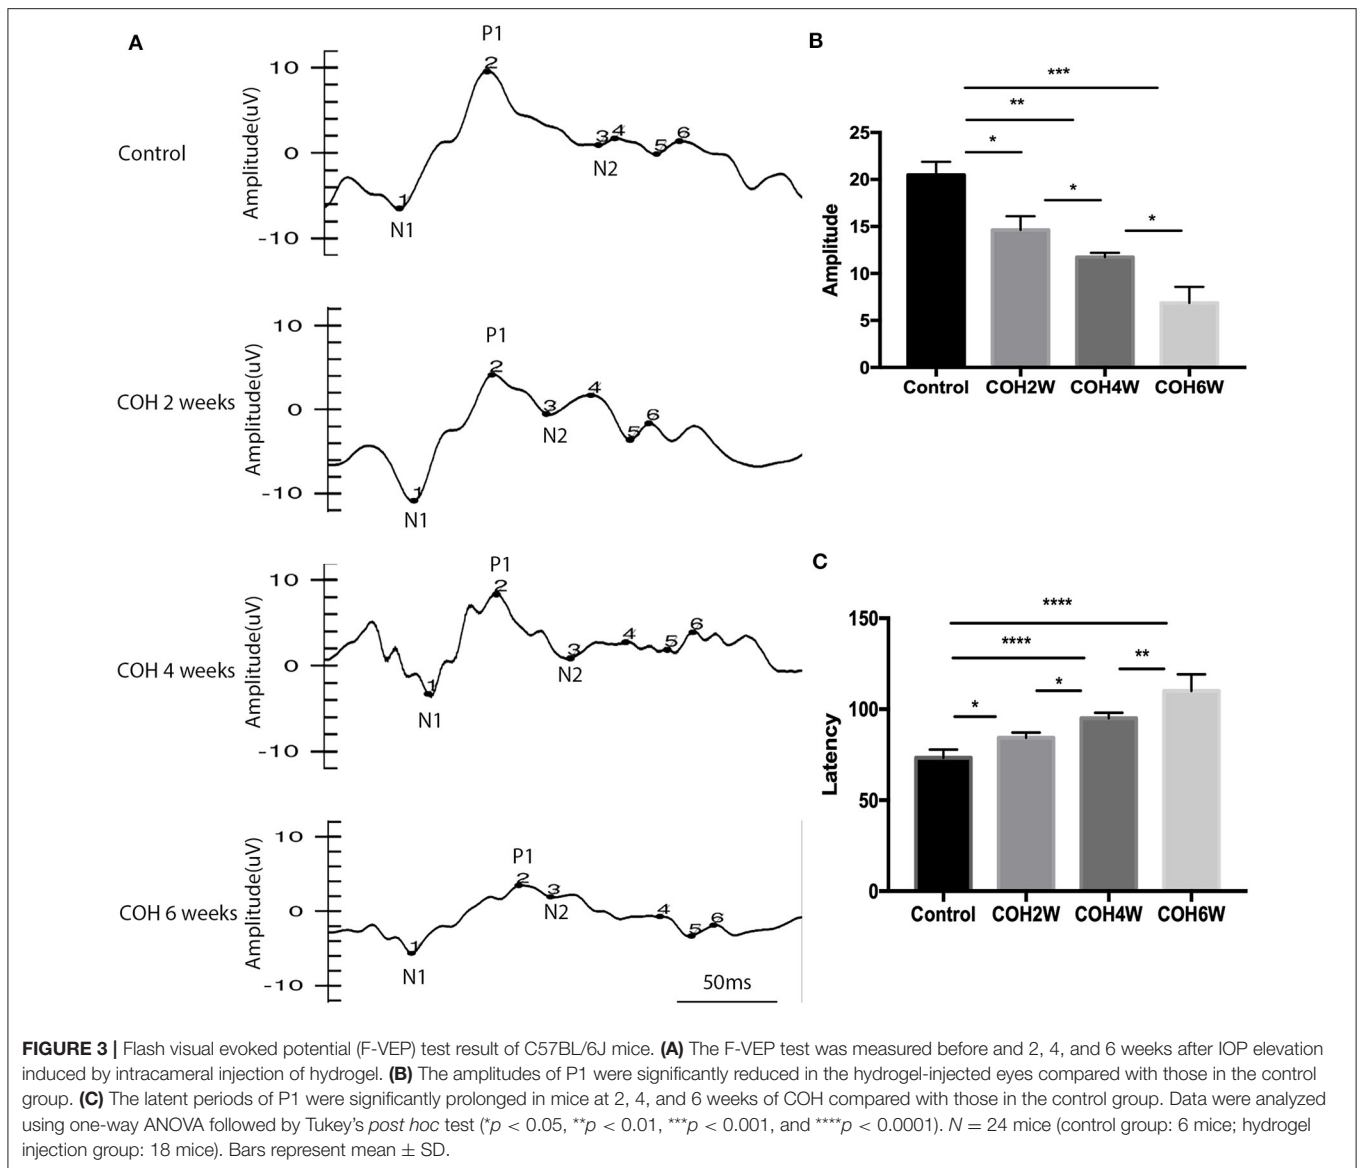 A
P1
2
10
0
-10
Amplitude(uV)
Control
1
N1
3
4
N2
5
6
P1
2
10
0
-10
Amplitude(uV)
COH 2 weeks
1
N1
3
N2
4
5
6
P1
2
10
0
-10
Amplitude(uV)
COH 4 weeks
1
N1
3
N2
4
5
6
P1
2
10
0
-10
Amplitude(uV)
COH 6 weeks
1
N1
3
N2
4
5
6
50ms
B
***
**
*
*
*
25
20
15
10
5
0
Amplitude
Control COH2W COH4W COH6W
C
****
****
**
*
*
150
100
50
0
Latency
Control COH2W COH4W COH6W
FIGURE 3 | Flash visual evoked potential (F-VEP) test result of C57BL/6J mice. (A) The F-VEP test was measured before and 2, 4, and 6 weeks after IOP elevation
induced by intracameral injection of hydrogel. (B) The amplitudes of P1 were significantly reduced in the hydrogel-injected eyes compared with those in the control
group. (C) The latent periods of P1 were significantly prolonged in mice at 2, 4, and 6 weeks of COH compared with those in the control group. Data were analyzed
using one-way ANOVA followed by Tukey's post hoc test (*p < 0.05, **p < 0.01, ***p < 0.001, and ****p < 0.0001). N = 24 mice (control group: 6 mice; hydrogel
injection group: 18 mice). Bars represent mean ± SD.